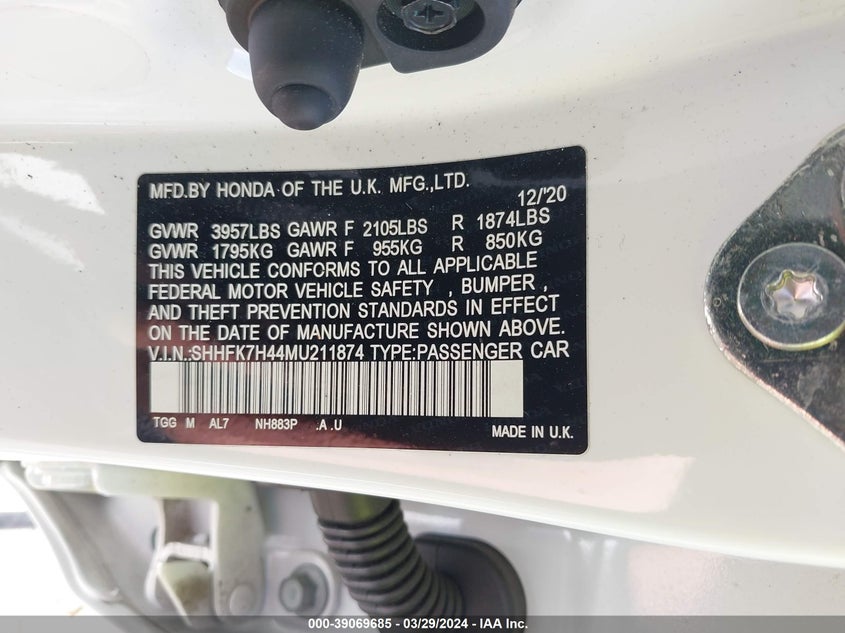 MFD.BY HONDA OF THE U.K. MFG.,LTD.
12/'20
GVWR 3957LBS GAWR F 2105LBS R 1874LBS
GVWR 1795KG GAWR F 955KG R 850KG
THIS VEHICLE CONFORMS TO ALL APPLICABLE
FEDERAL MOTOR VEHICLE SAFETY , BUMPER ,
AND THEFT PREVENTION STANDARDS IN EFFECT
ON THE DATE OF MANUFACTURE SHOWN ABOVE.
V.I.N.:SHHFK7H44MU211874 TYPE:PASSENGER CAR
TGG M AL7 NH883P .A .U
MADE IN U.K.
000-39069685 - 03/29/2024 - IAA Inc.